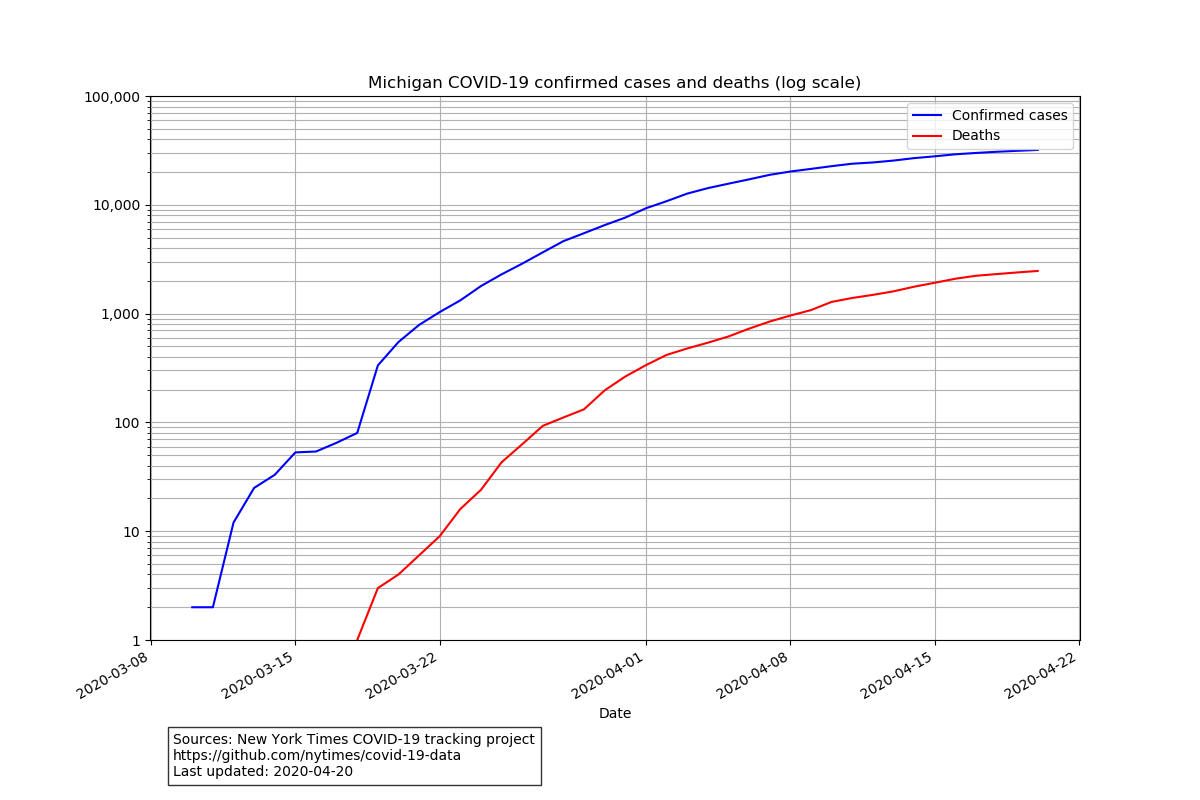 Michigan COVID-19 confirmed cases and deaths (log scale)
100,000
10,000
1,000
100
10
1
Confirmed cases
Deaths
2020-03-08
2020-03-15
2020-03-22
2020-04-01
2020-04-08
2020-04-15
2020-04-22
Date
Sources: New York Times COVID-19 tracking project
https://github.com/nytimes/covid-19-data
Last updated: 2020-04-20